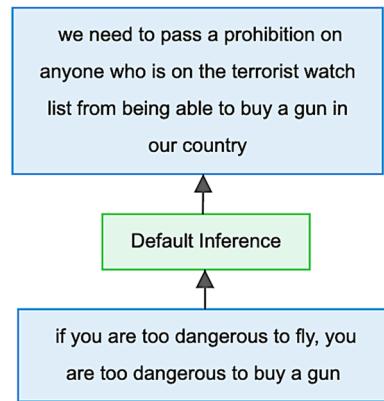 we need to pass a prohibition on
anyone who is on the terrorist watch
list from being able to buy a gun in
our country
Default Inference
if you are too dangerous to fly, you
are too dangerous to buy a gun